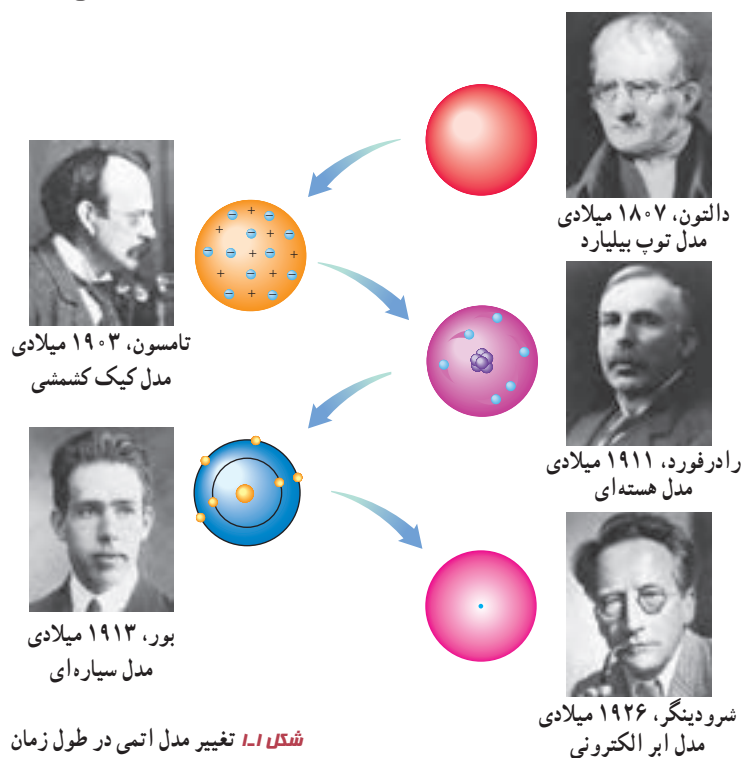 دالتون، ۱۸۰۷ میلادی
مدل توپ بیلیارد
تامسون، ۱۹۰۳ میلادی
مدل کیک کشمشی
رادرفورد، ۱۹۱۱ میلادی
مدل هسته‌ای
بور، ۱۹۱۳ میلادی
مدل سیاره‌ای
شرودینگر، ۱۹۲۶ میلادی
مدل ابر الکترونی
شکل ۱ـ۱ تغییر مدل اتمی در طول زمان